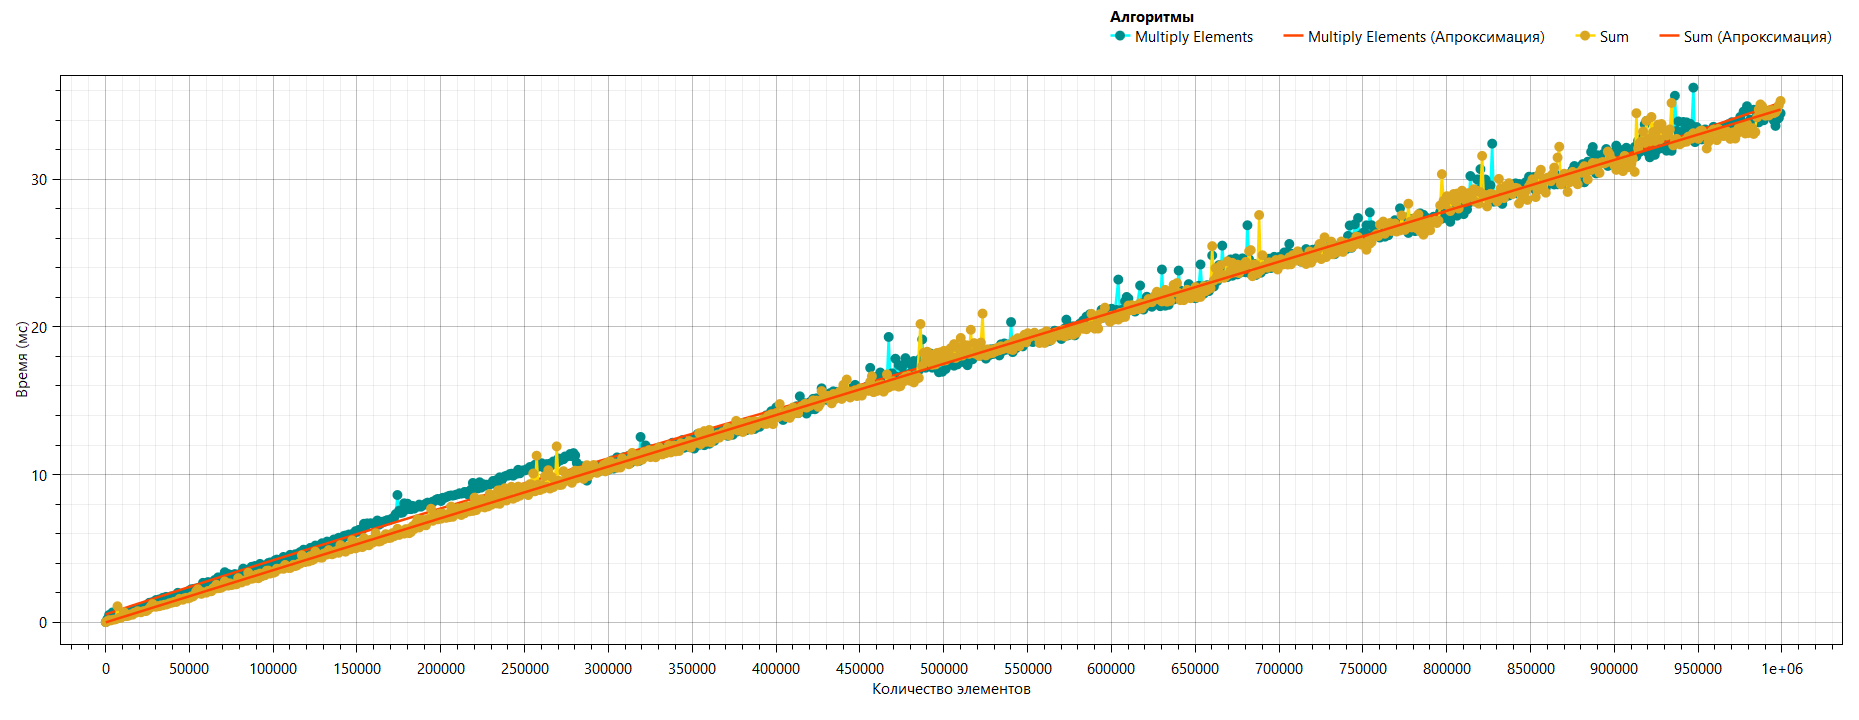 Алгоритмы
Multiply Elements Multiply Elements (Апроксимация) Sum Sum (Апроксимация)
30
20
10
0
Время (мс)
0 50000 100000 150000 200000 250000 300000 350000 400000 450000 500000 550000 600000 650000 700000 750000 800000 850000 900000 950000 1e+06
Количество элементов